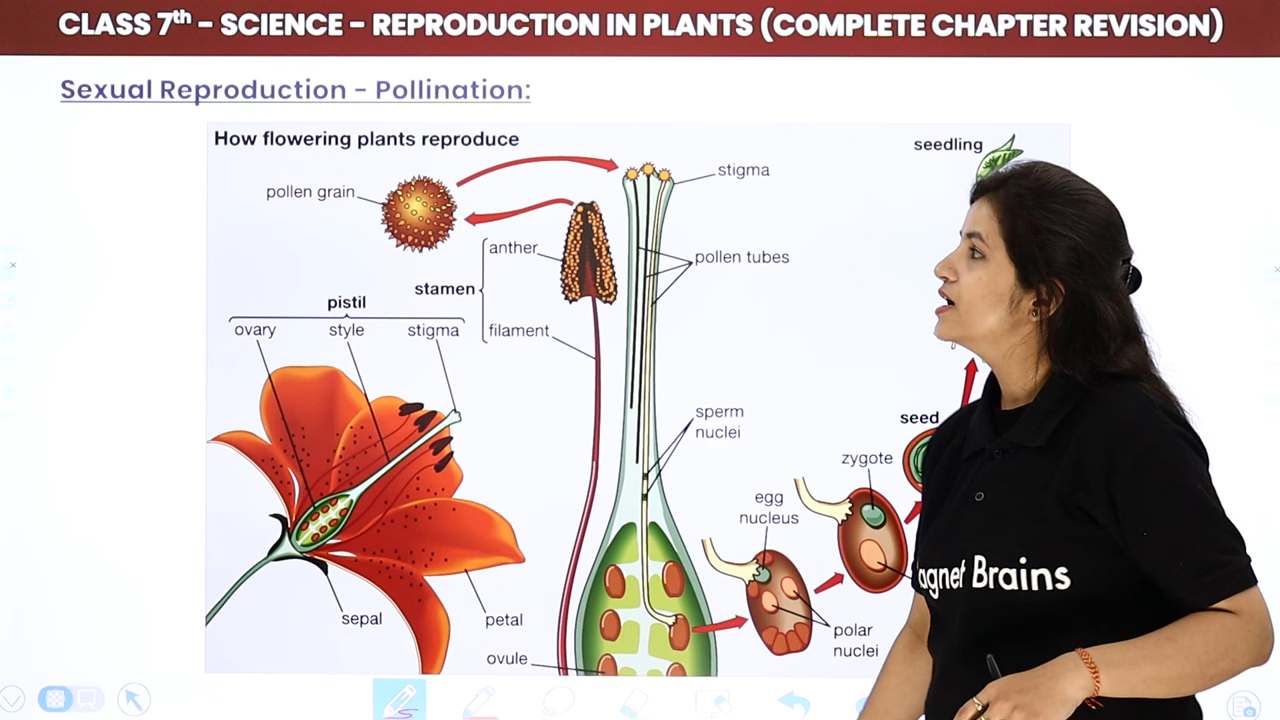 CLASS 7th – SCIENCE – REPRODUCTION IN PLANTS (COMPLETE CHAPTER REVISION)
Sexual Reproduction – Pollination:
How flowering plants reproduce
seedling
pollen grain
stigma
anther
pollen tubes
stamen
pistil
ovary style stigma
filament
sperm
nuclei
seed
zygote
egg
nucleus
agnet Brains
sepal
petal
polar
nuclei
ovule